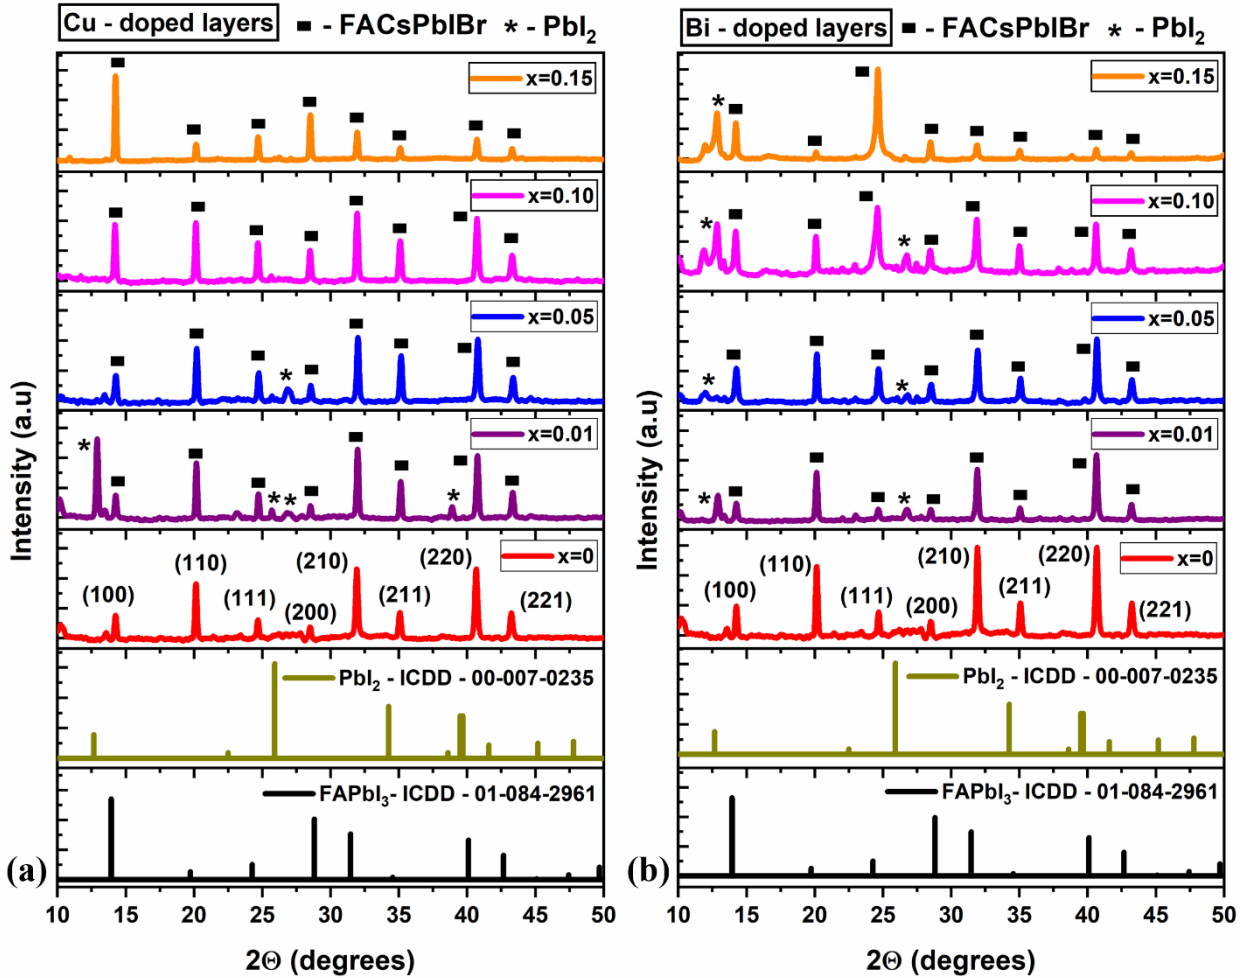 Cu - doped layers ■ - FACsPbIBr * - PbI₂
x=0.15
x=0.10
x=0.05
*
x=0.01
* * * *
x=0
(100) (110) (111) (200) (210) (211) (220) (221)
PbI₂ - ICDD - 00-007-0235
FAPbI₃- ICDD - 01-084-2961
(a)
10 15 20 25 30 35 40 45 50
2Θ (degrees)
Intensity (a.u)
Bi - doped layers ■ - FACsPbIBr * - PbI₂
x=0.15
*
x=0.10
* *
x=0.05
* *
x=0.01
* *
x=0
(100) (110) (111) (200) (210) (211) (220) (221)
PbI₂ - ICDD - 00-007-0235
FAPbI₃- ICDD - 01-084-2961
(b)
10 15 20 25 30 35 40 45 50
2Θ (degrees)
Intensity (a.u)